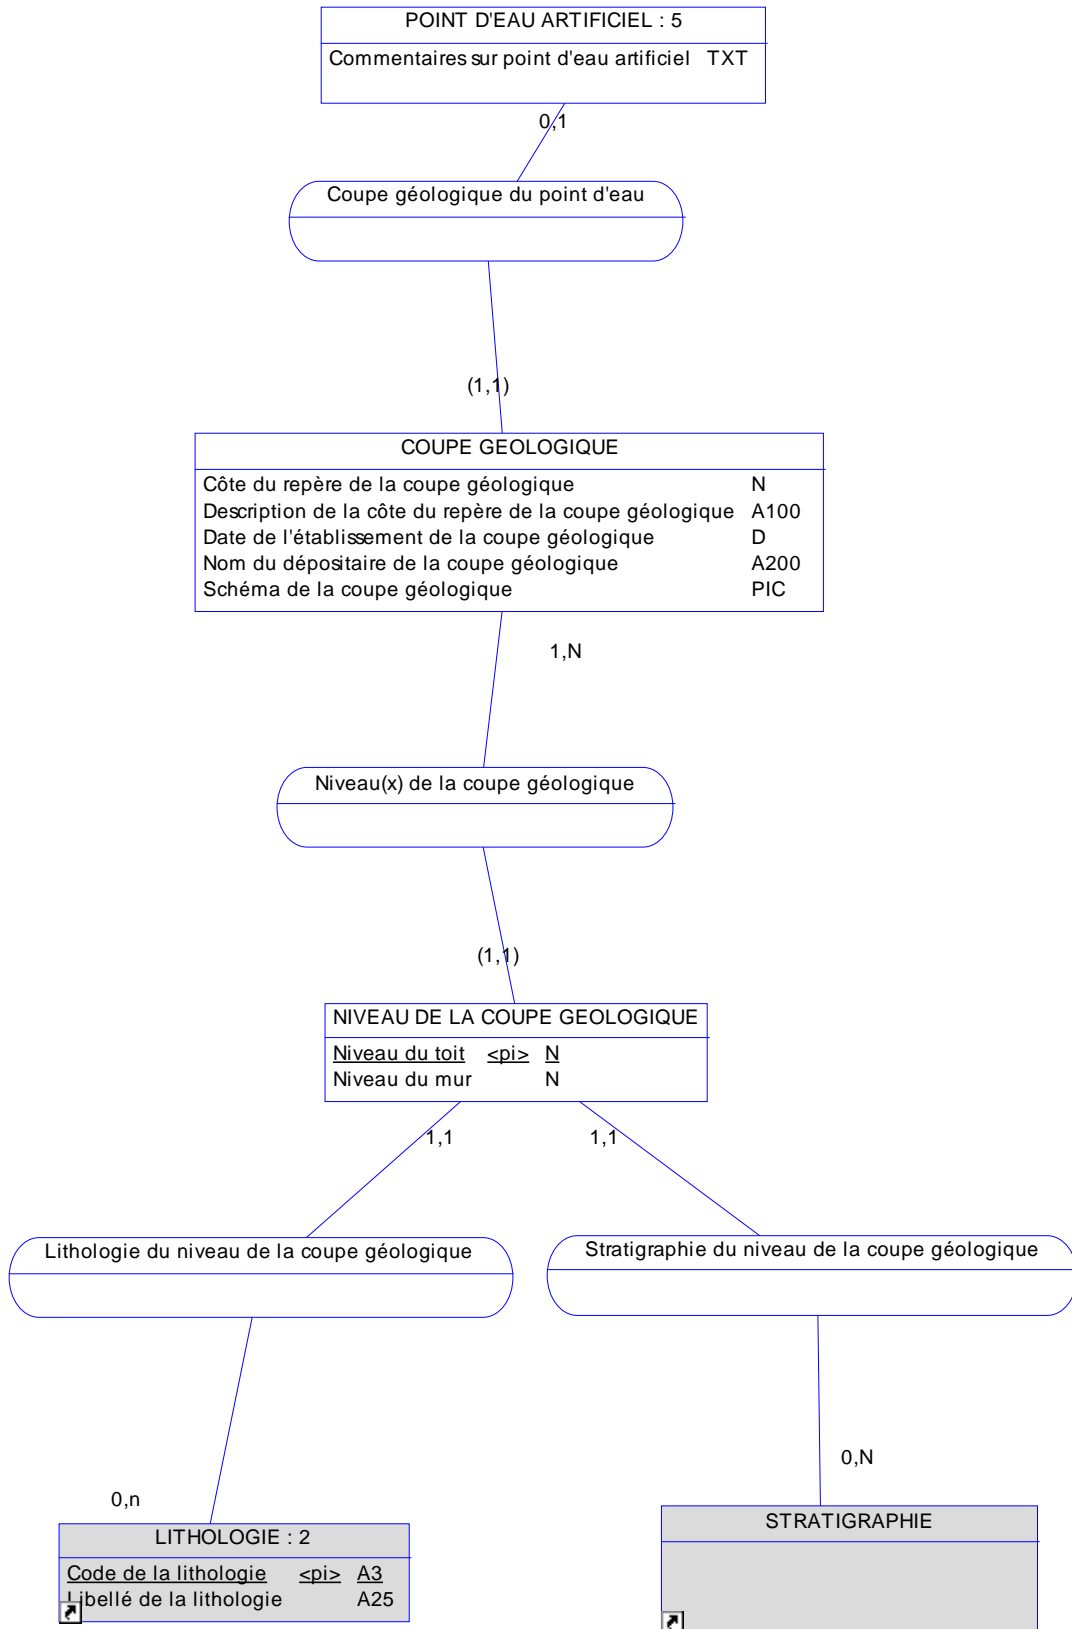 POINT D'EAU ARTIFICIEL : 5
Commentaires sur point d'eau artificiel TXT
0,1
Coupe géologique du point d'eau
(1,1)
COUPE GEOLOGIQUE
Côte du repère de la coupe géologique N
Description de la côte du repère de la coupe géologique A100
Date de l'établissement de la coupe géologique D
Nom du dépositaire de la coupe géologique A200
Schéma de la coupe géologique PIC
1,N
Niveau(x) de la coupe géologique
(1,1)
NIVEAU DE LA COUPE GEOLOGIQUE
Niveau du toit <pi> N
Niveau du mur N
1,1 1,1
Lithologie du niveau de la coupe géologique
Stratigraphie du niveau de la coupe géologique
0,N
0,n
LITHOLOGIE : 2
Code de la lithologie <pi> A3
Libellé de la lithologie A25
STRATIGRAPHIE